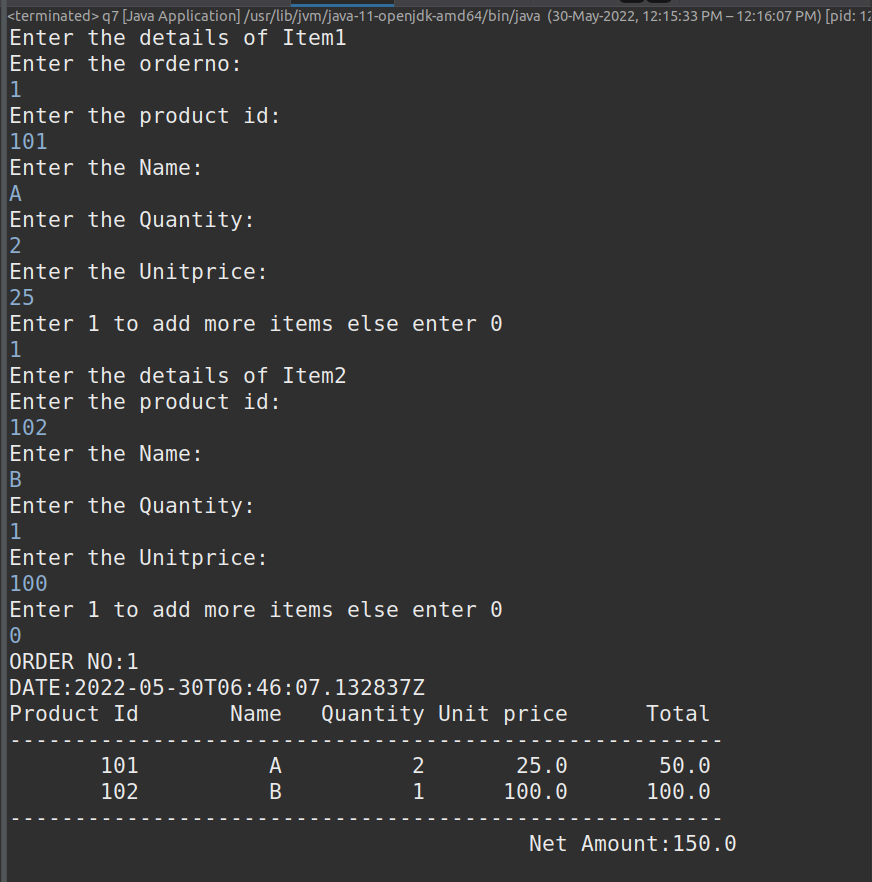 <terminated> q7 [Java Application] /usr/lib/jvm/java-11-openjdk-amd64/bin/java (30-May-2022, 12:15:33 PM – 12:16:07 PM) [pid: 12
Enter the details of Item1
Enter the orderno:
1
Enter the product id:
101
Enter the Name:
A
Enter the Quantity:
2
Enter the Unitprice:
25
Enter 1 to add more items else enter 0
1
Enter the details of Item2
Enter the product id:
102
Enter the Name:
B
Enter the Quantity:
1
Enter the Unitprice:
100
Enter 1 to add more items else enter 0
0
ORDER NO:1
DATE:2022-05-30T06:46:07.132837Z
Product Id       Name   Quantity Unit price      Total
-------------------------------------------------------
       101          A          2       25.0       50.0
       102          B          1      100.0      100.0
-------------------------------------------------------
                                        Net Amount:150.0